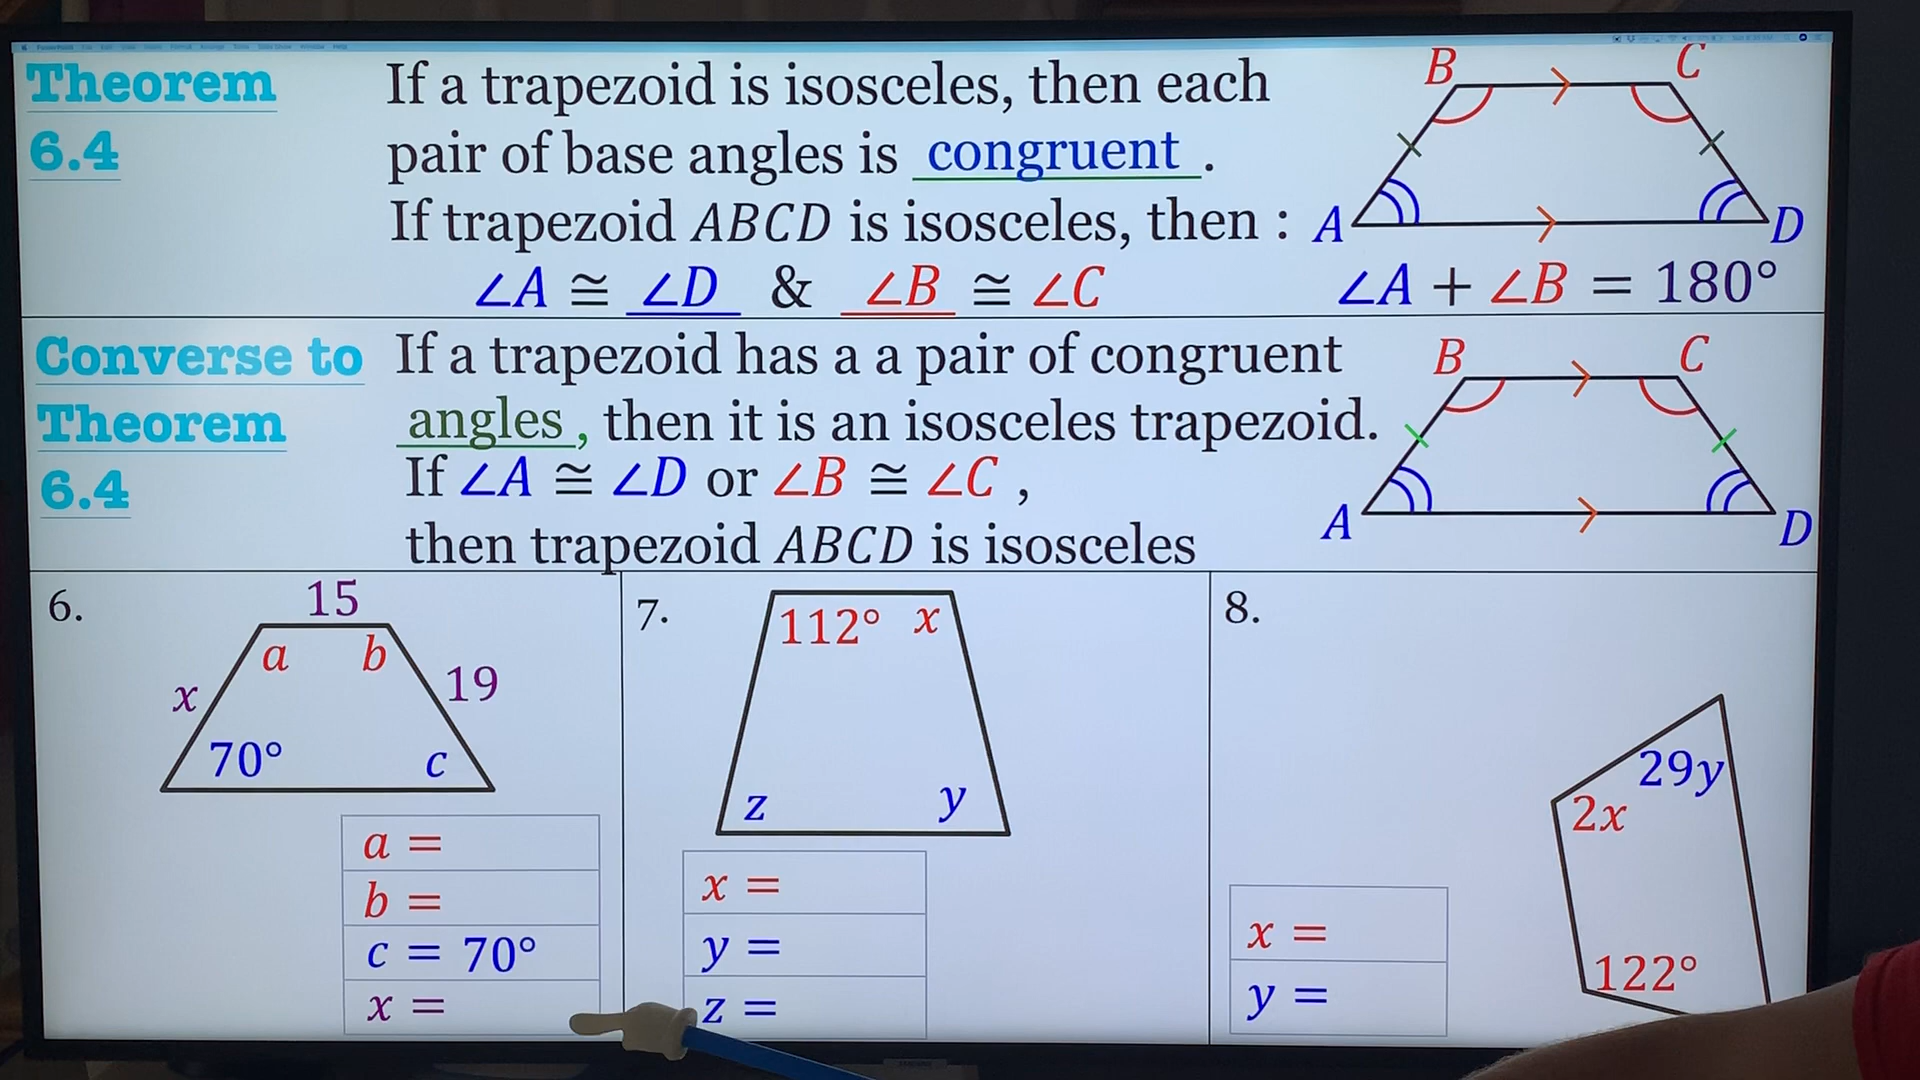 Theorem
6.4
If a trapezoid is isosceles, then each
pair of base angles is congruent .
If trapezoid ABCD is isosceles, then :
∠A ≅ ∠D & ∠B ≅ ∠C
B C
A D
∠A + ∠B = 180°
Converse to
Theorem
6.4
If a trapezoid has a a pair of congruent
angles, then it is an isosceles trapezoid.
If ∠A ≅ ∠D or ∠B ≅ ∠C ,
then trapezoid ABCD is isosceles
B C
A D
6.
15
a b
x 19
70° c
a =
b =
c = 70°
x =
7.
112° x
z y
x =
y =
z =
8.
29y
2x
122°
x =
y =